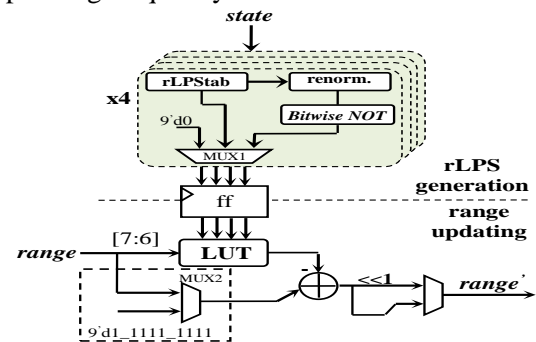 state
rLPStab
renorm.
x4
Bitwise NOT
9'd0
MUX1
rLPS
generation
ff
range
updating
[7:6]
range
LUT
-
<<1
MUX2
range'
9'd1_1111_1111